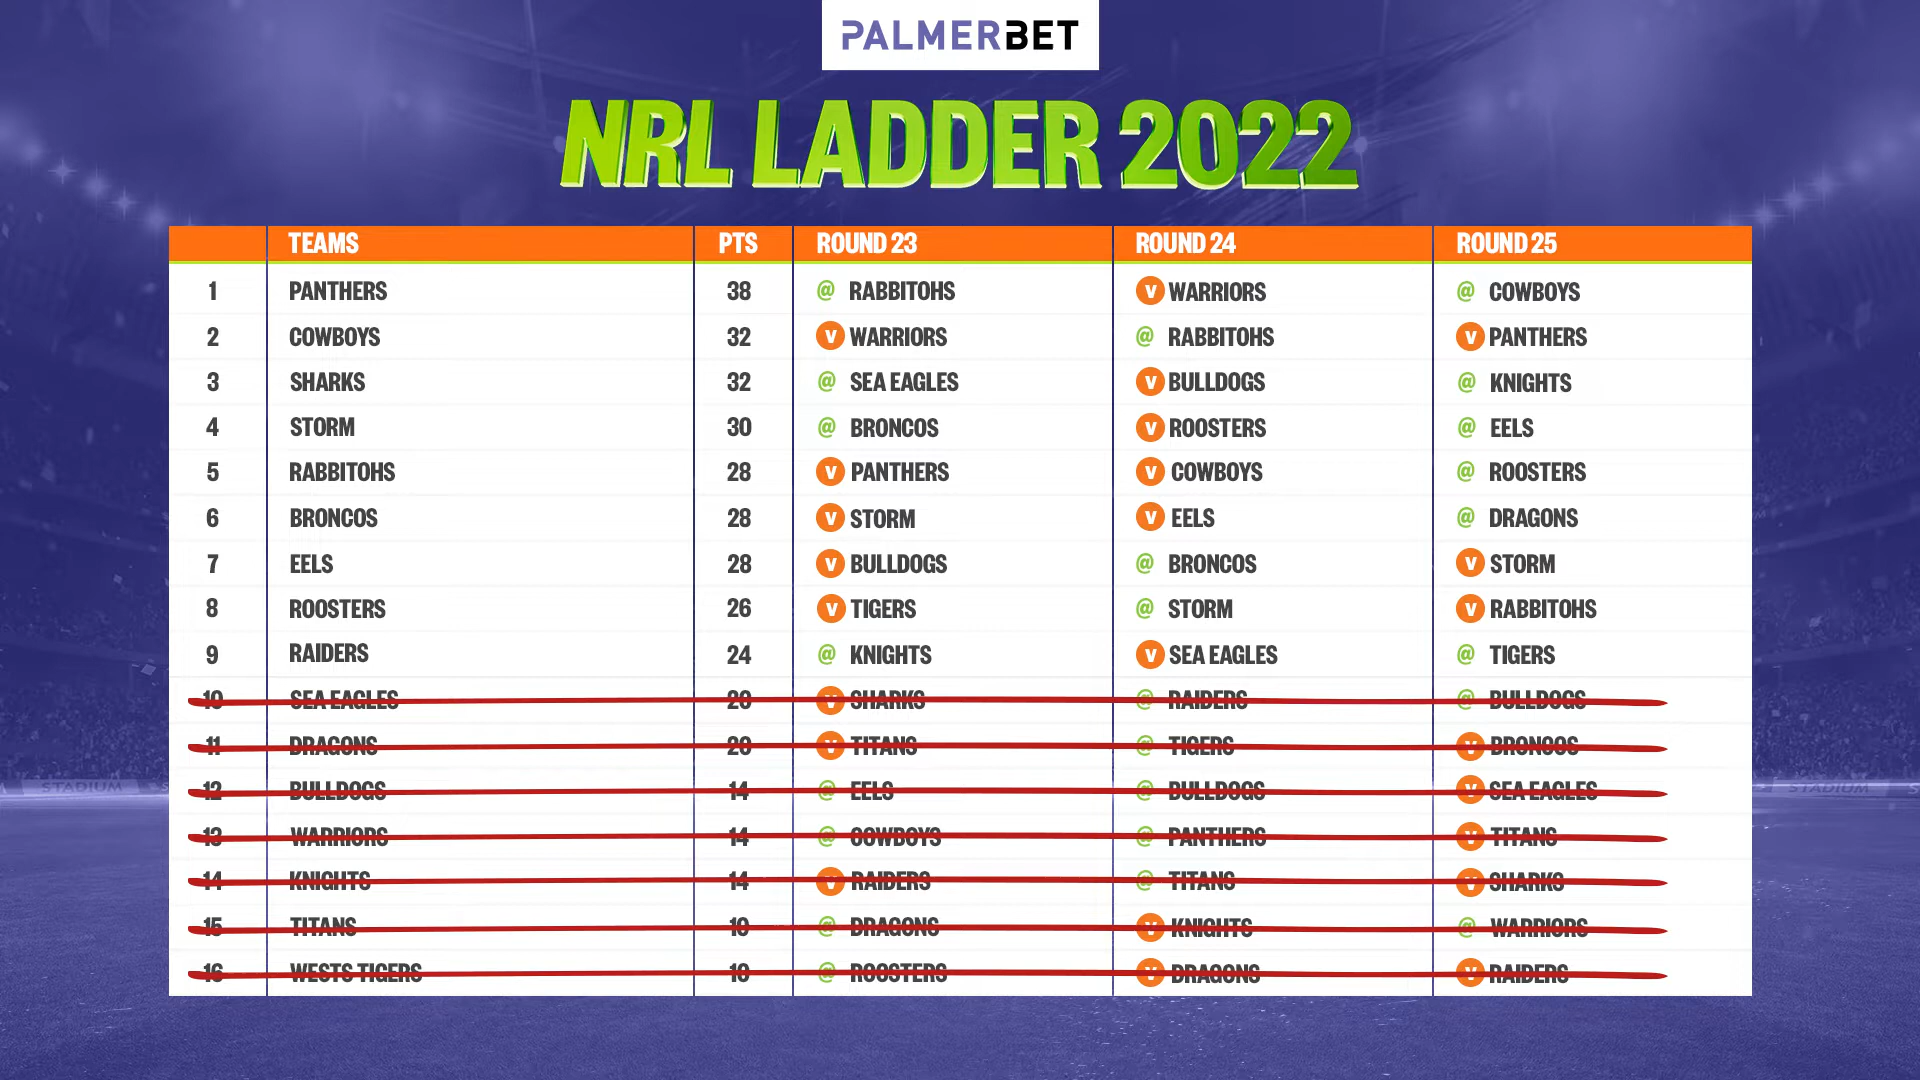 PALMERBET
NRL LADDER 2022
TEAMS PTS ROUND 23 ROUND 24 ROUND 25
1 PANTHERS 38 @ RABBITOHS V WARRIORS @ COWBOYS
2 COWBOYS 32 V WARRIORS @ RABBITOHS V PANTHERS
3 SHARKS 32 @ SEA EAGLES V BULLDOGS @ KNIGHTS
4 STORM 30 @ BRONCOS V ROOSTERS @ EELS
5 RABBITOHS 28 V PANTHERS V COWBOYS @ ROOSTERS
6 BRONCOS 28 V STORM V EELS @ DRAGONS
7 EELS 28 V BULLDOGS @ BRONCOS V STORM
8 ROOSTERS 26 V TIGERS @ STORM V RABBITOHS
9 RAIDERS 24 @ KNIGHTS V SEA EAGLES @ TIGERS
10 SEA EAGLES 20 V SHARKS @ RAIDERS @ BULLDOGS
11 DRAGONS 20 V TITANS @ TIGERS V BRONCOS
12 BULLDOGS 14 @ EELS @ BULLDOGS V SEA EAGLES
13 WARRIORS 14 @ COWBOYS @ PANTHERS V TITANS
14 KNIGHTS 14 V RAIDERS @ TITANS V SHARKS
15 TITANS 10 @ DRAGONS V KNIGHTS @ WARRIORS
16 WESTS TIGERS 10 @ ROOSTERS V DRAGONS V RAIDERS
STADIUM
STADIUM